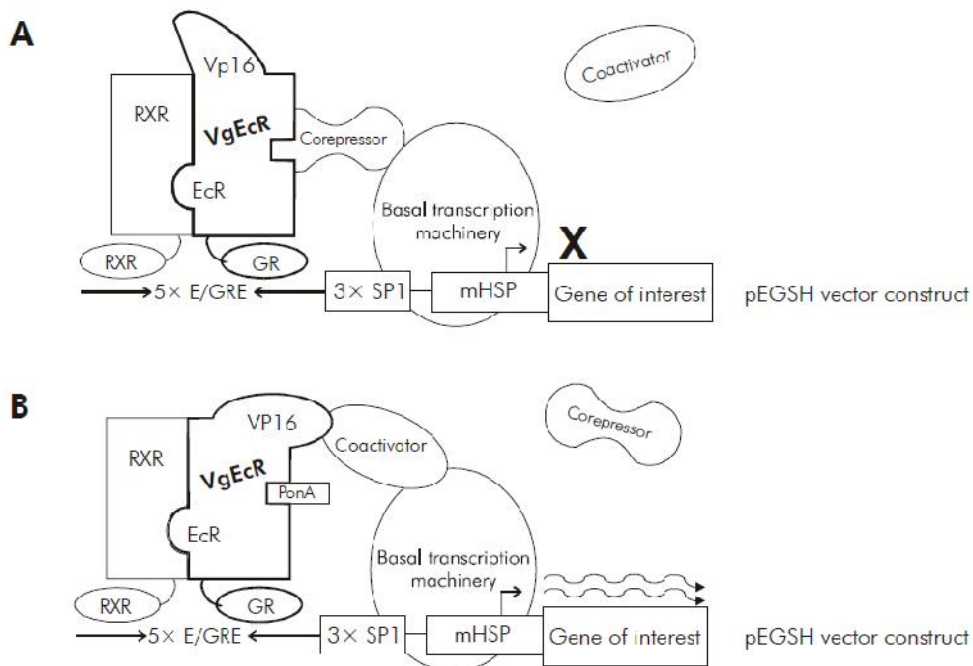 A
Vp16
Coactivator
RXR
VgEcR
Corepressor
EcR
Basal transcription
machinery
X
RXR
GR
5× E/GRE
3× SP1
mHSP
Gene of interest
pEGSH vector construct
B
VP16
Corepressor
RXR
Coactivator
VgEcR
PonA
EcR
Basal transcription
machinery
RXR
GR
5× E/GRE
3× SP1
mHSP
Gene of interest
pEGSH vector construct